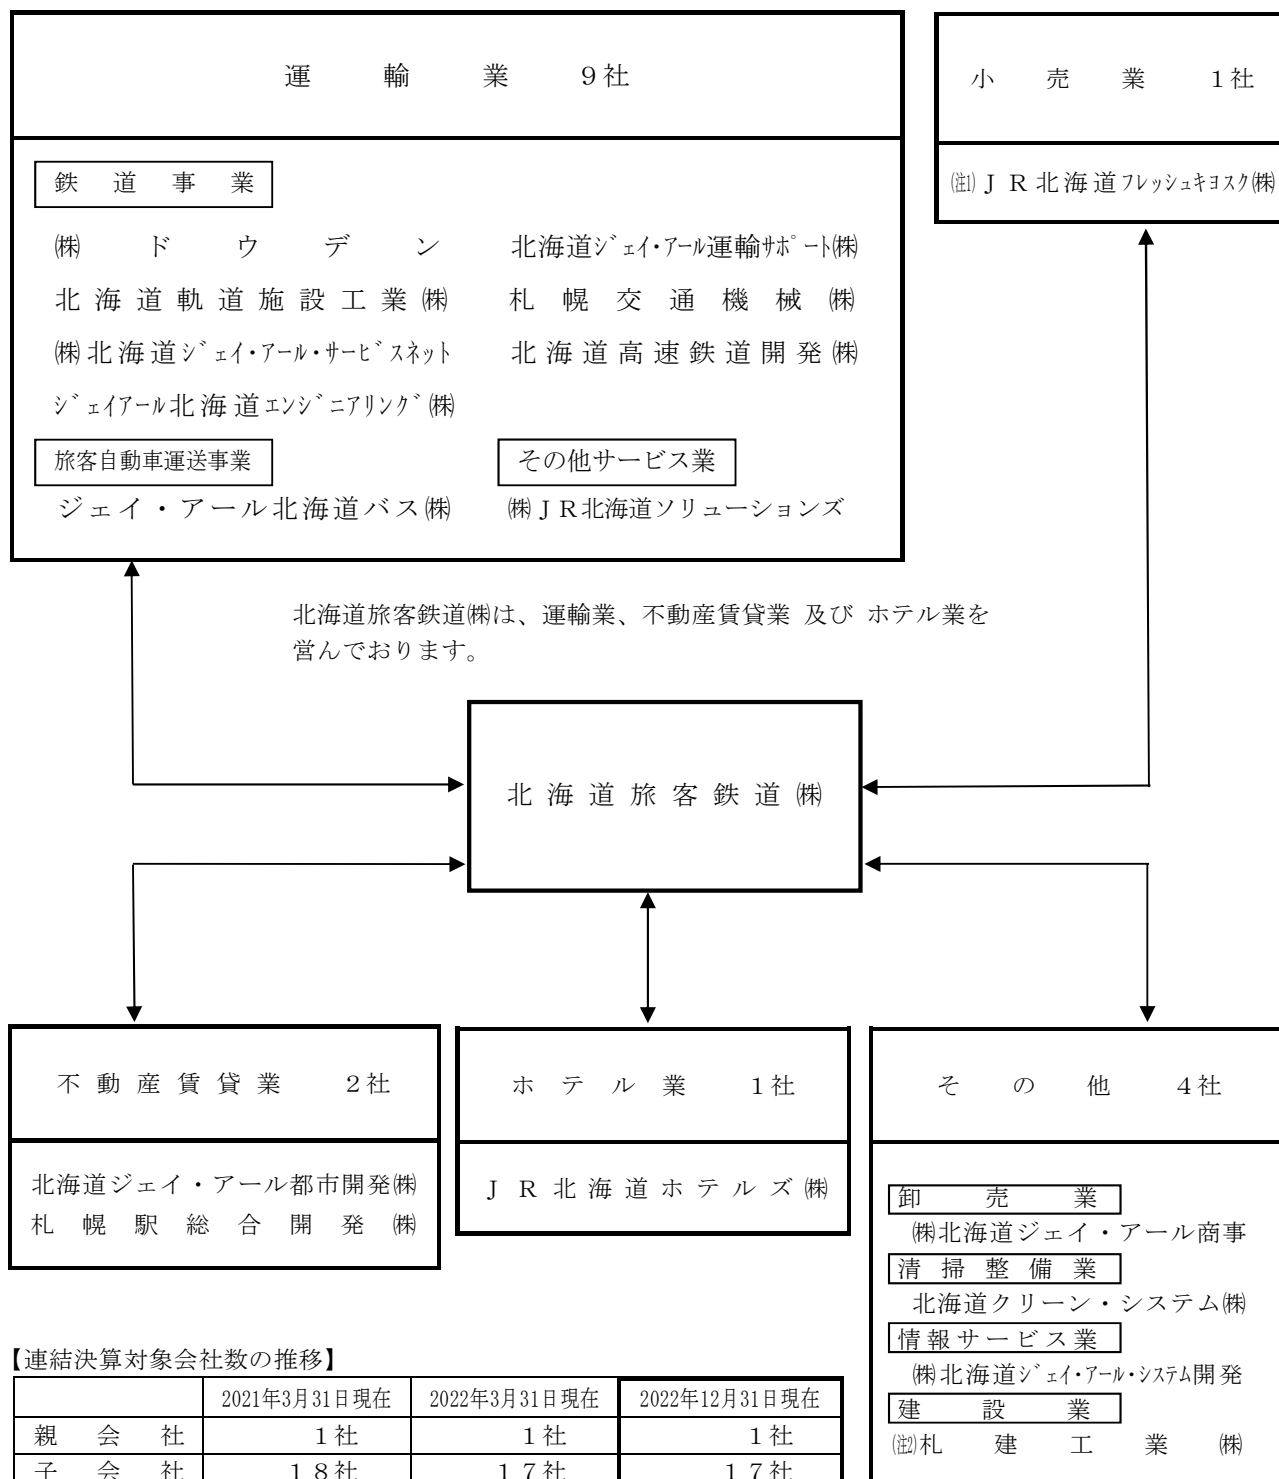 運輸業 9社
鉄道事業
㈱ドウデン 北海道ｼﾞｪｲ・ｱｰﾙ運輸ｻﾎﾟｰﾄ㈱
北海道軌道施設工業㈱ 札幌交通機械㈱
㈱北海道ｼﾞｪｲ・ｱｰﾙ・ｻｰﾋﾞｽﾈｯﾄ 北海道高速鉄道開発㈱
ｼﾞｪｲｱｰﾙ北海道ｴﾝｼﾞﾆｱﾘﾝｸﾞ㈱
旅客自動車運送事業 その他サービス業
ジェイ・アール北海道バス㈱ ㈱ＪＲ北海道ソリューションズ
小売業 1社
(注1)ＪＲ北海道ﾌﾚｯｼｭｷﾖｽｸ㈱
北海道旅客鉄道㈱は、運輸業、不動産賃貸業 及び ホテル業を
営んでおります。
北海道旅客鉄道㈱
不動産賃貸業 2社
北海道ジェイ・アール都市開発㈱
札幌駅総合開発㈱
ホテル業 1社
ＪＲ北海道ホテルズ㈱
その他 4社
卸売業
㈱北海道ジェイ・アール商事
清掃整備業
北海道クリーン・システム㈱
情報サービス業
㈱北海道ｼﾞｪｲ・ｱｰﾙ・ｼｽﾃﾑ開発
建設業
(注2)札建工業㈱
【連結決算対象会社数の推移】
2021年3月31日現在 2022年3月31日現在 2022年12月31日現在
親会社 1社 1社 1社
子会社 18社 17社 17社